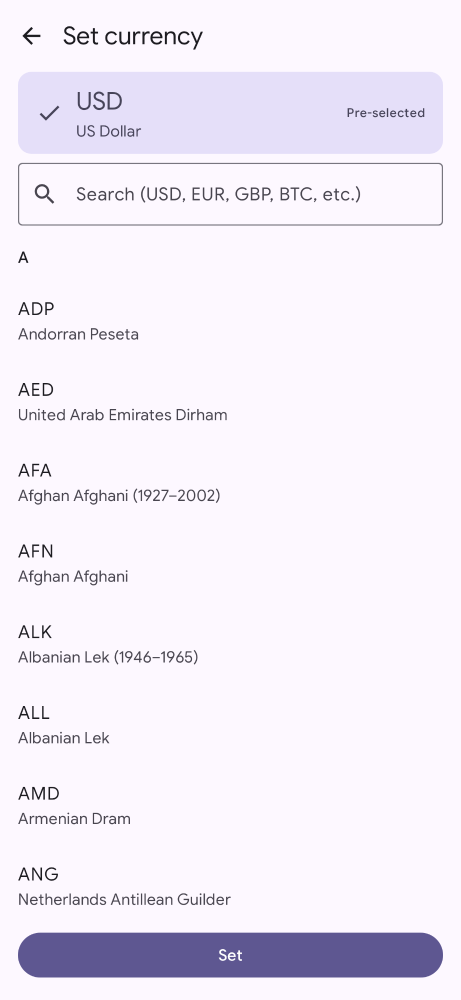 Set currency
USD
US Dollar
Pre-selected
Search (USD, EUR, GBP, BTC, etc.)
A
ADP
Andorran Peseta
AED
United Arab Emirates Dirham
AFA
Afghan Afghani (1927–2002)
AFN
Afghan Afghani
ALK
Albanian Lek (1946–1965)
ALL
Albanian Lek
AMD
Armenian Dram
ANG
Netherlands Antillean Guilder
Set